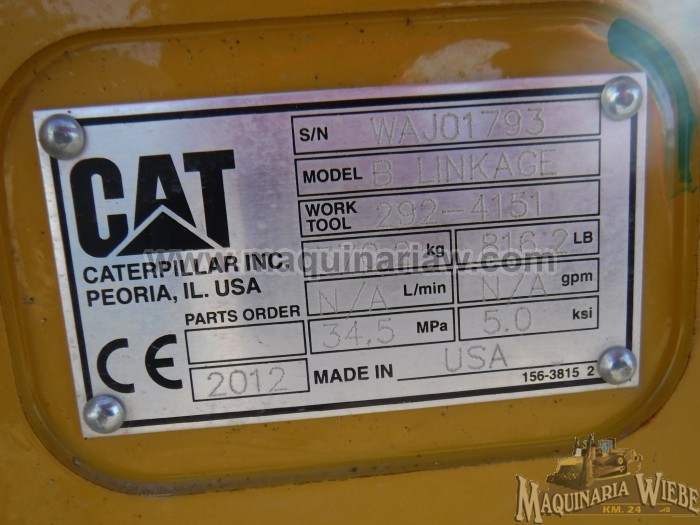 CAT
CATERPILLAR INC.
PEORIA, IL. USA
S/N WAJ01793
MODEL B LINKAGE
WORK TOOL 292-4151
kg 816.2 LB
N/A L/min N/A gpm
PARTS ORDER
34.5 MPa 5.0 ksi
CE 2012 MADE IN USA
156-3815 2
www.maquinariaw.com
MAQUINARIA WIEBE
KM. 24